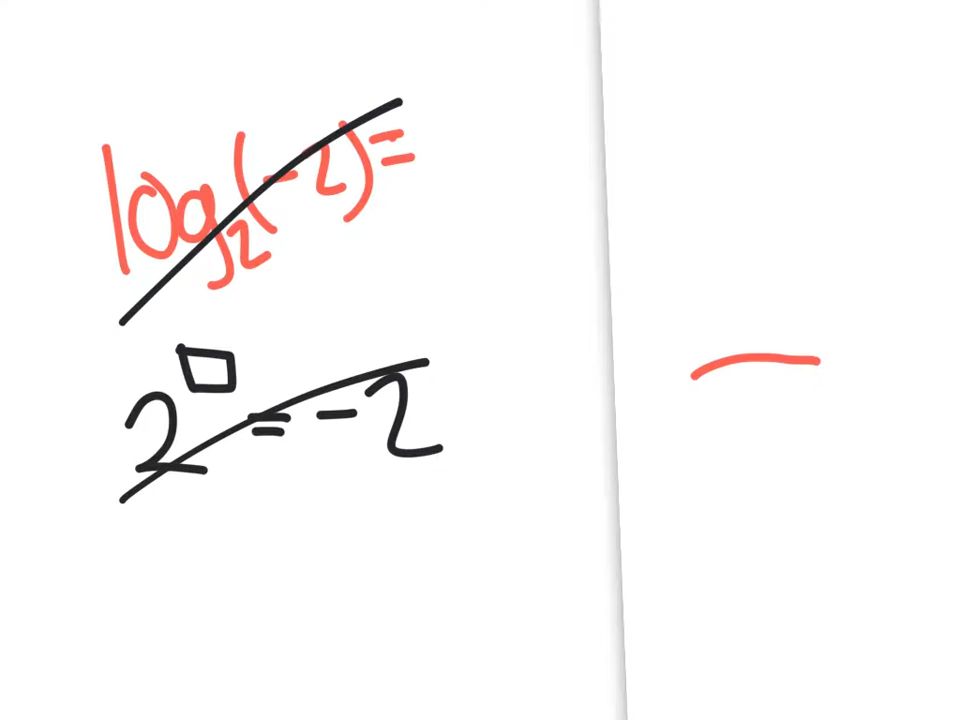 log₂(-2)=
2^□ = -2